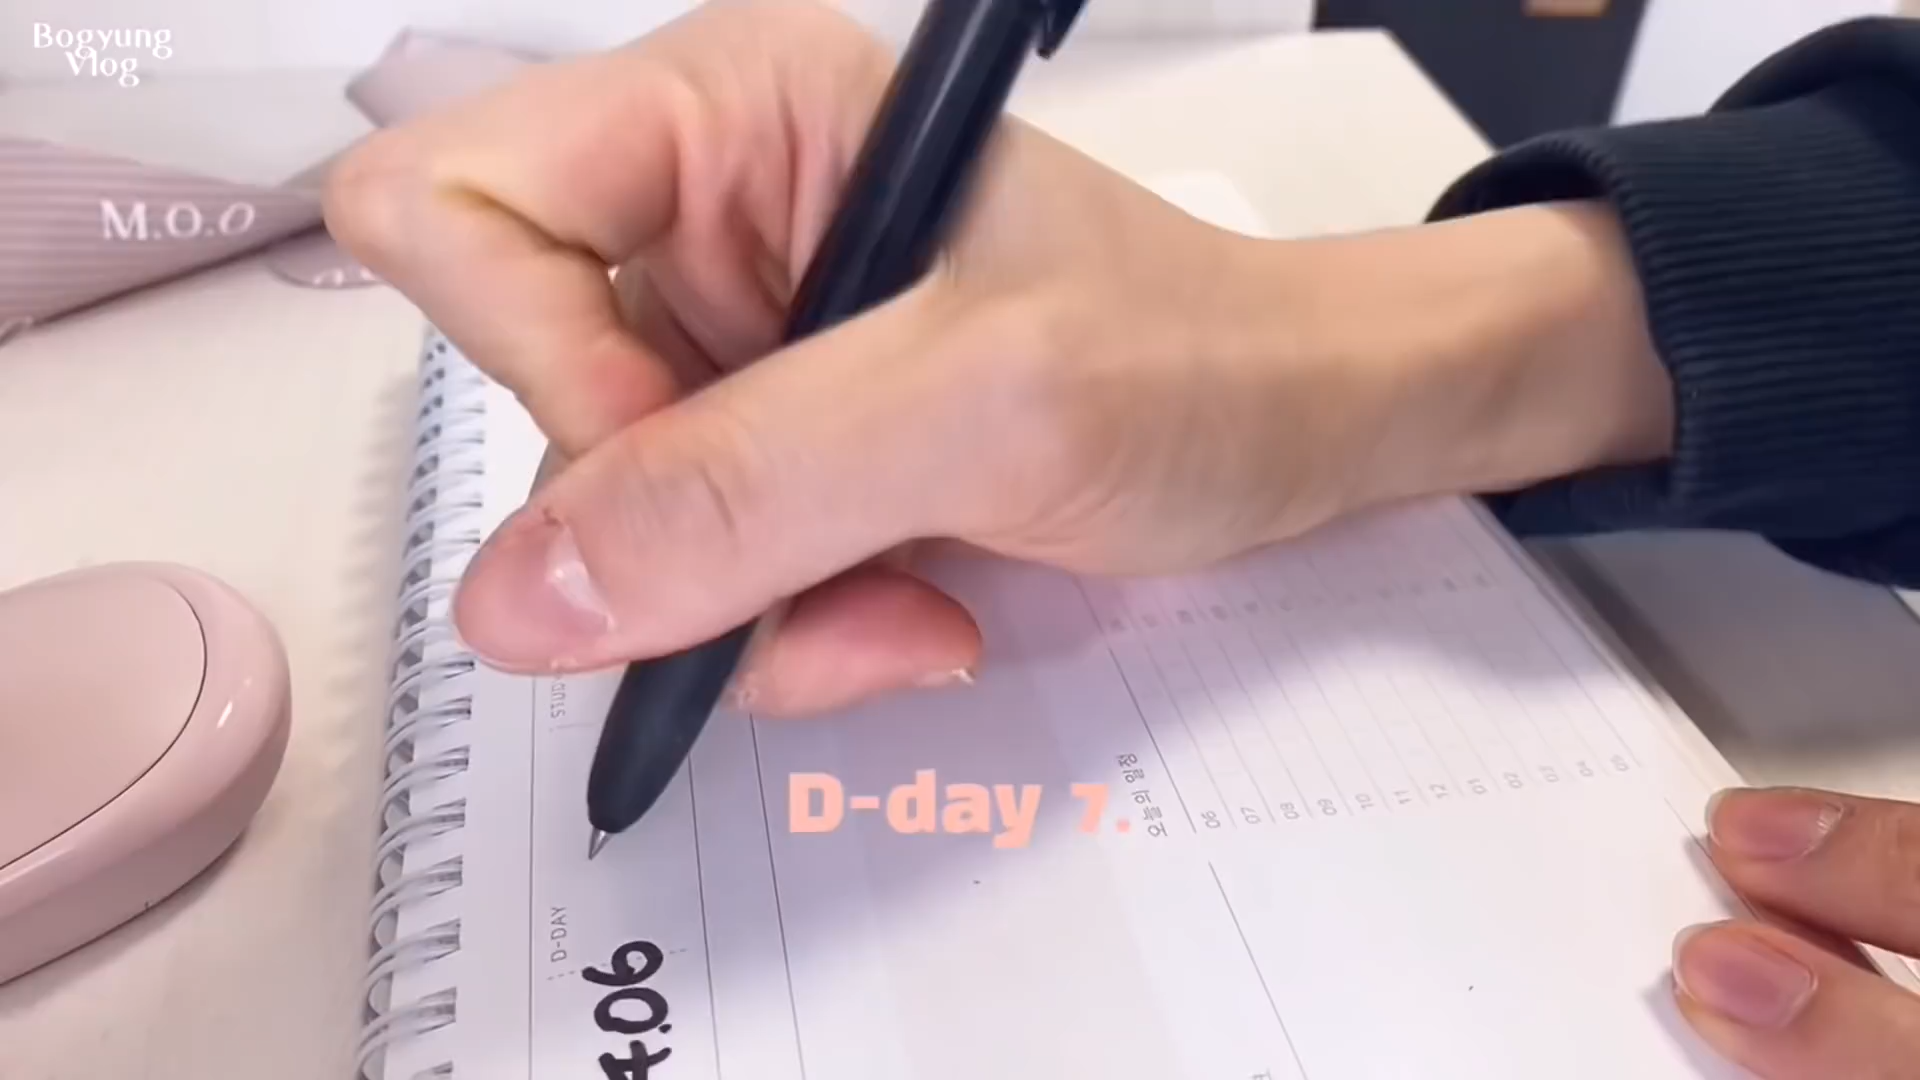 Bogyung
Vlog
M.O.O
STUD
D-DAY
4.06
D-day 7.
오늘의 일정
06
07
08
09
10
11
12
01
02
03
04
05